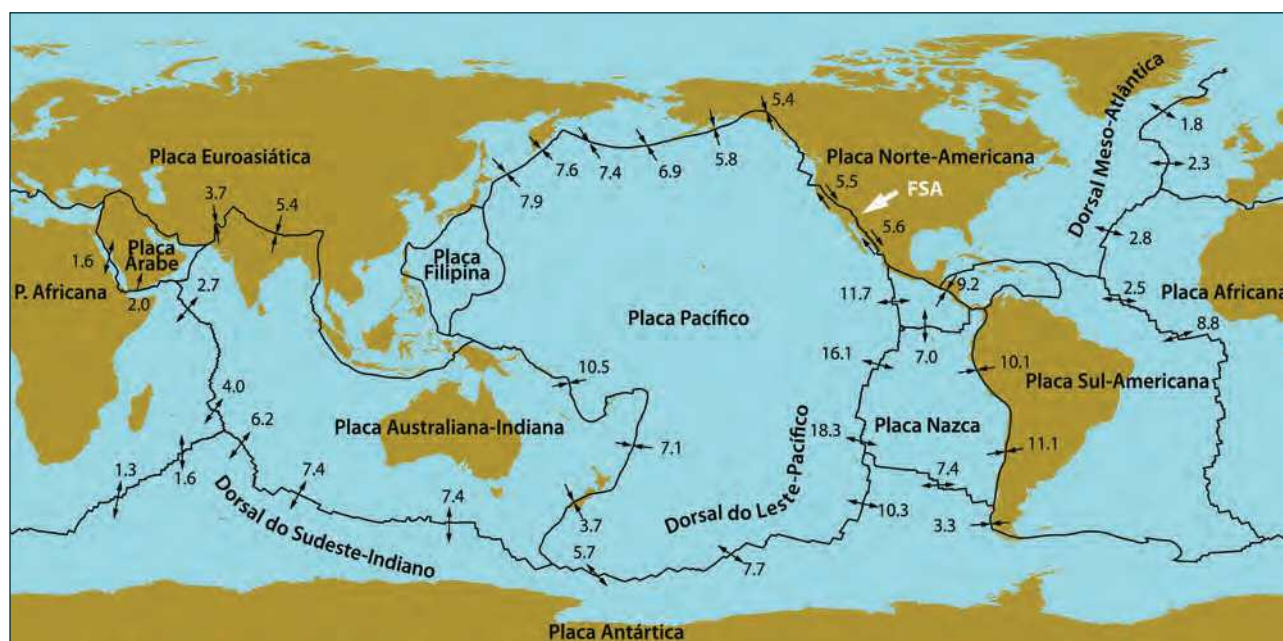 5.4
1.8
Dorsal Meso-Atlântica
Placa Euroasiática
7.6
7.4
6.9
5.8
Placa Norte-Americana
2.3
7.9
5.5
FSA
3.7
5.4
5.6
2.8
Placa
Árabe
1.6
Placa
Filipina
P. Africana
2.0
2.7
9.2
2.5
Placa Africana
11.7
Placa Pacífico
8.8
16.1
7.0
10.5
10.1
Placa Sul-Americana
4.0
Placa Australiana-Indiana
6.2
Placa Nazca
18.3
7.1
11.1
1.3
1.6
7.4
7.4
7.4
Dorsal do Sudeste-Indiano
3.7
Dorsal do Leste-Pacífico
10.3
3.3
5.7
7.7
Placa Antártica